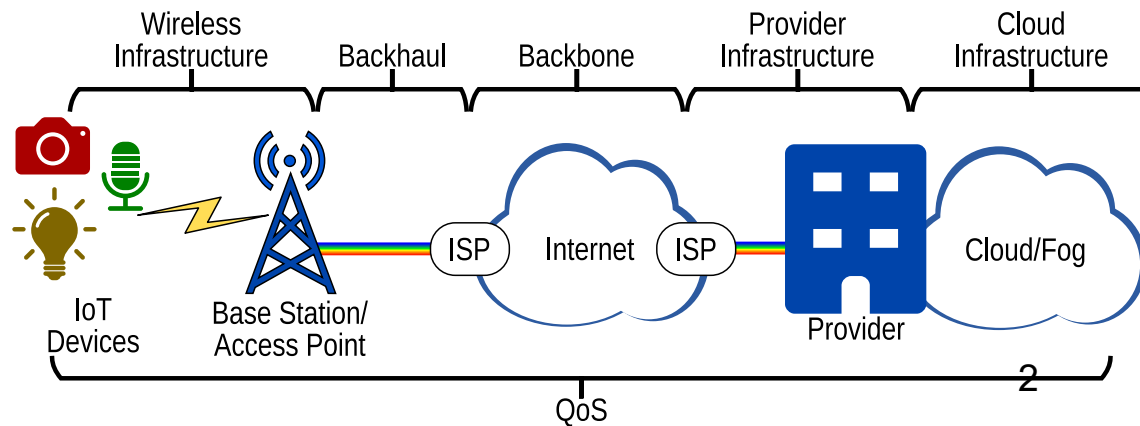 Wireless
Infrastructure
Backhaul
Backbone
Provider
Infrastructure
Cloud
Infrastructure
ISP
Internet
ISP
Cloud/Fog
IoT
Devices
Base Station/
Access Point
Provider
2
QoS